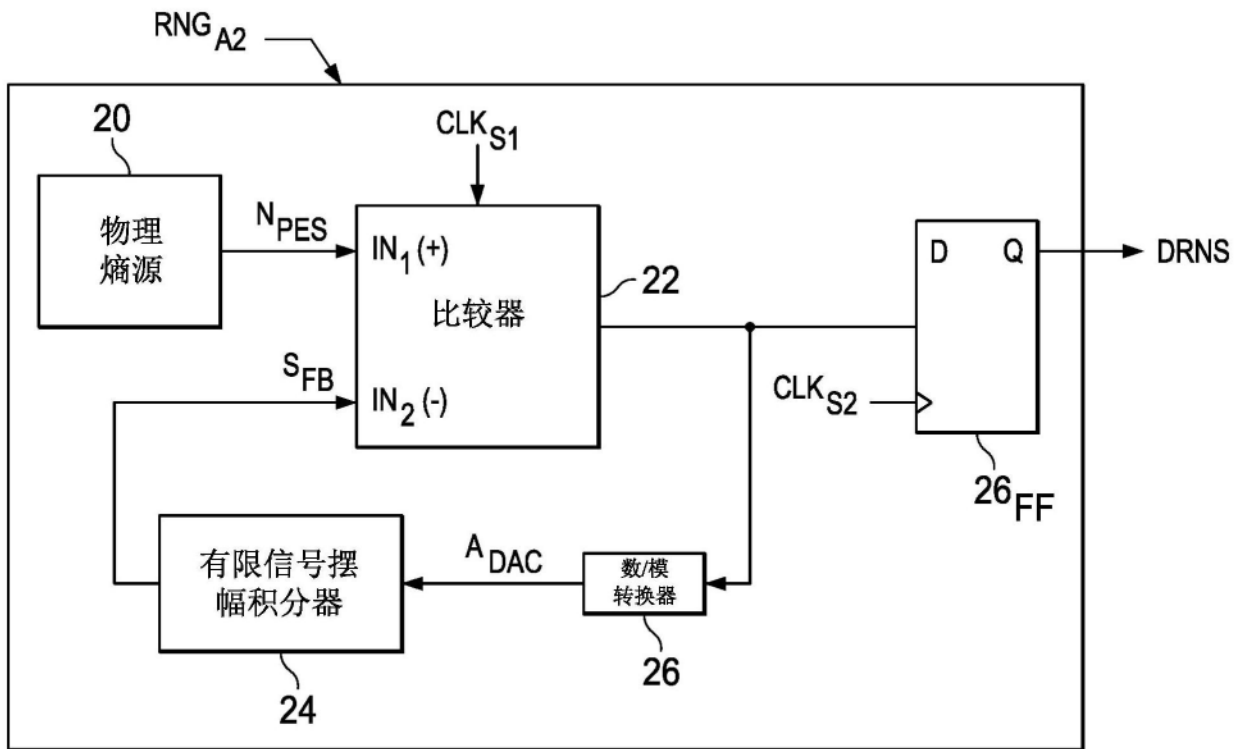 RNG A2
20
物理
熵源
N PES
CLK S1
IN1 (+)
比较器
IN2 (-)
22
S FB
D Q
DRNS
CLK S2
26 FF
有限信号摆
幅积分器
24
A DAC
数/模
转换器
26